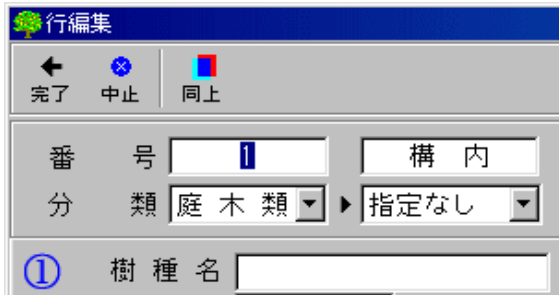 行編集
完了 中止 同上
番 号 1 構 内
分 類 庭 木 類 指定なし
① 樹 種 名